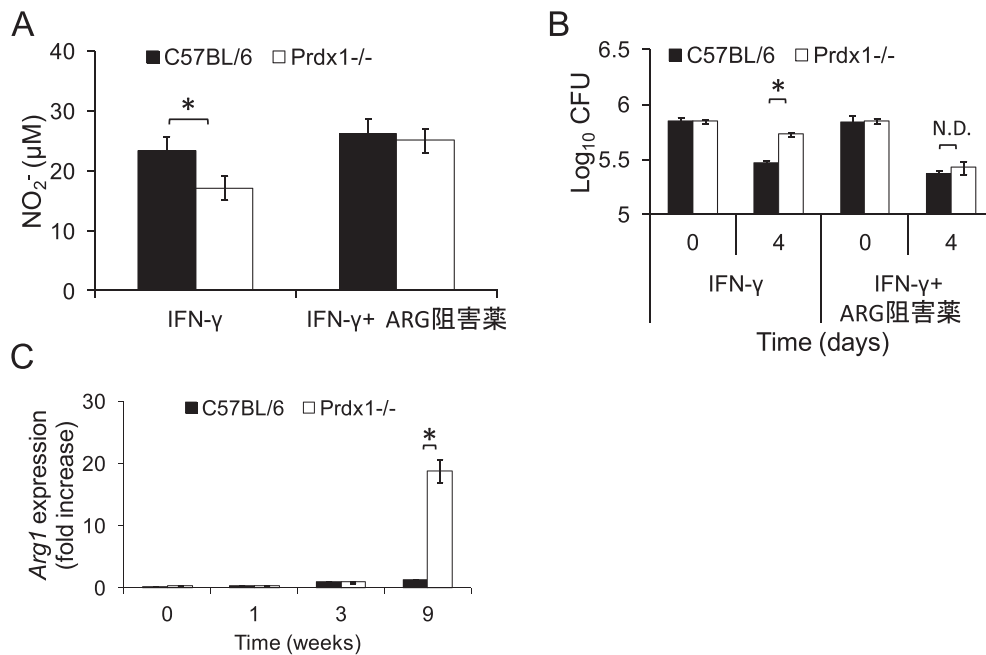 A
40
30
20
10
0
NO₂⁻ (µM)
C57BL/6 Prdx1-/-
*
IFN-γ IFN-γ+ ARG阻害薬
B
6.5
6
5.5
5
Log₁₀ CFU
C57BL/6 Prdx1-/-
*
N.D.
0 4 0 4
IFN-γ IFN-γ+
ARG阻害薬
Time (days)
C
30
20
10
0
Arg1 expression
(fold increase)
C57BL/6 Prdx1-/-
*
0 1 3 9
Time (weeks)